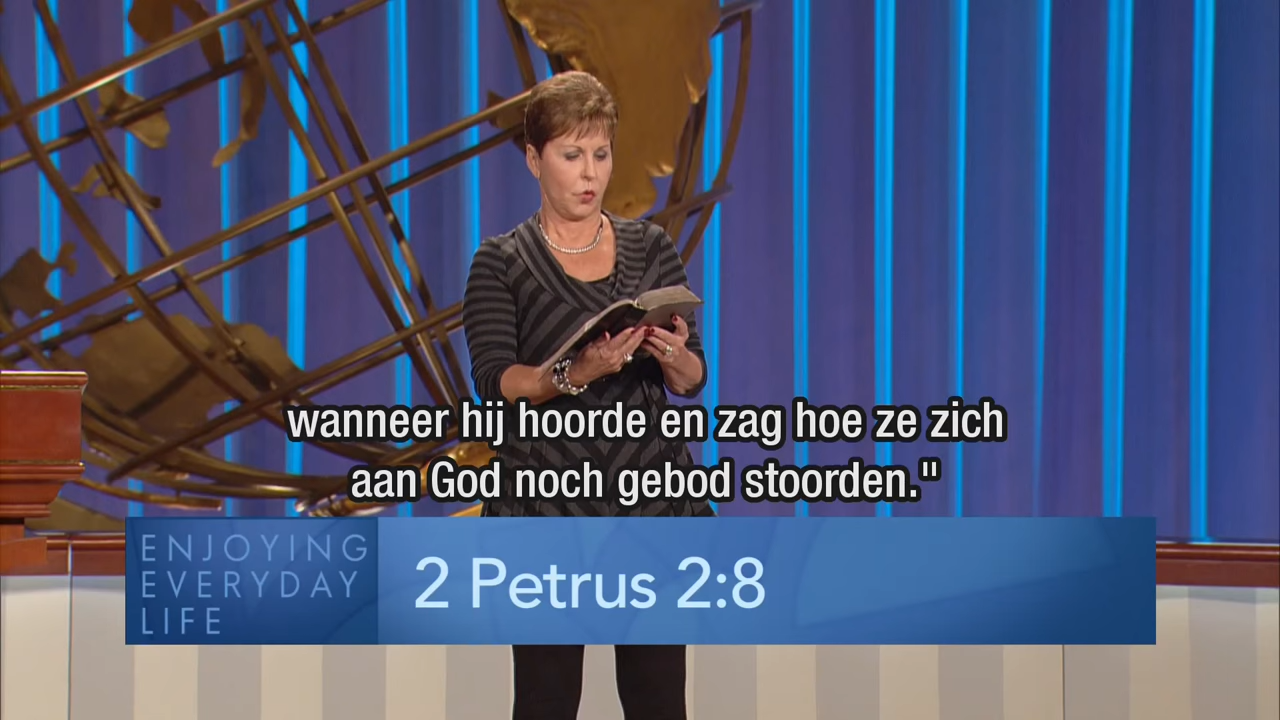 wanneer hij hoorde en zag hoe ze zich
aan God noch gebod stoorden."
ENJOYING
EVERYDAY
LIFE
2 Petrus 2:8